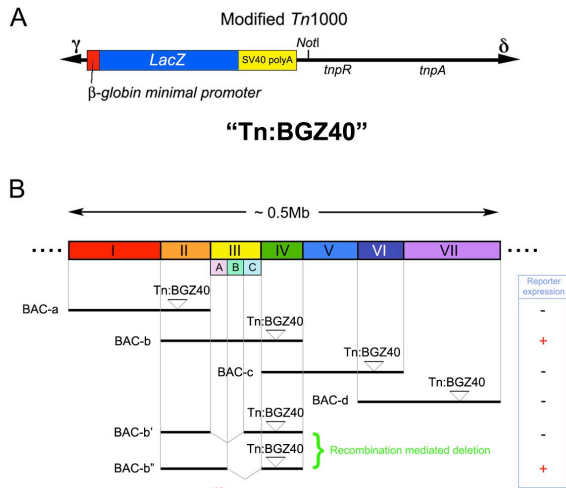 A
Modified Tn1000
γ
LacZ
SV40 polyA
NotI
tnpR
tnpA
δ
β-globin minimal promoter
“Tn:BGZ40”
B
~ 0.5Mb
I II III IV V VI VII
A B C
Reporter expression
Tn:BGZ40
BAC-a
-
Tn:BGZ40
BAC-b
+
Tn:BGZ40
BAC-c
-
Tn:BGZ40
BAC-d
-
Tn:BGZ40
BAC-b'
-
Recombination mediated deletion
Tn:BGZ40
BAC-b"
+